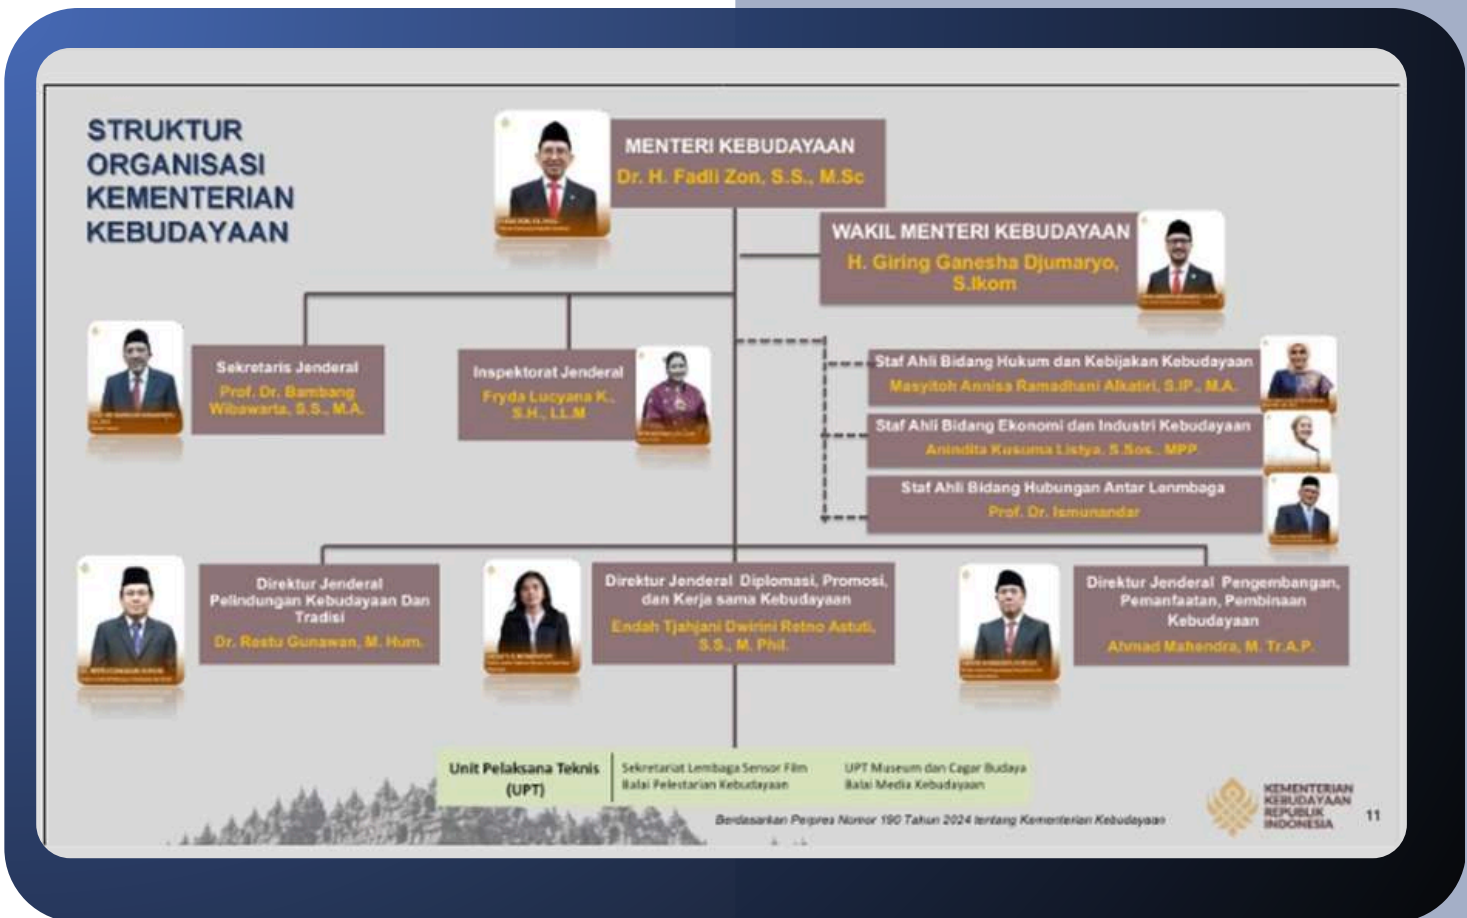 STRUKTUR
ORGANISASI
KEMENTERIAN
KEBUDAYAAN
MENTERI KEBUDAYAAN
Dr. H. Fadli Zon, S.S., M.Sc
WAKIL MENTERI KEBUDAYAAN
H. Giring Ganesha Djumaryo,
S.Ikom
Sekretaris Jenderal
Prof. Dr. Bambang
Wibawarta, S.S., M.A.
Inspektorat Jenderal
Fryda Lucyana K.,
S.H., LL.M
Staf Ahli Bidang Hukum dan Kebijakan Kebudayaan
Masyitoh Annisa Ramadhani Alkatiri, S.IP., M.A.
Staf Ahli Bidang Ekonomi dan Industri Kebudayaan
Anindita Kusuma Listya. S.Sos., MPP.
Staf Ahli Bidang Hubungan Antar Lenmbaga
Prof. Dr. Ismunandar
Direktur Jenderal
Pelindungan Kebudayaan Dan
Tradisi
Dr. Restu Gunawan, M. Hum.
Direktur Jenderal Diplomasi, Promosi,
dan Kerja sama Kebudayaan
Endah Tjahjani Dwirini Retno Astuti,
S.S., M. Phil.
Direktur Jenderal Pengembangan,
Pemanfaatan, Pembinaan
Kebudayaan
Ahmad Mahendra, M. Tr.A.P.
Unit Pelaksana Teknis
(UPT)
Sekretariat Lembaga Sensor Film
Balai Pelestarian Kebudayaan
UPT Museum dan Cagar Budaya
Balai Media Kebudayaan
Berdasarkan Perpres Nomor 190 Tahun 2024 tentang Kementerian Kebudayaan
KEMENTERIAN
KEBUDAYAAN
REPUBLIK
INDONESIA
11